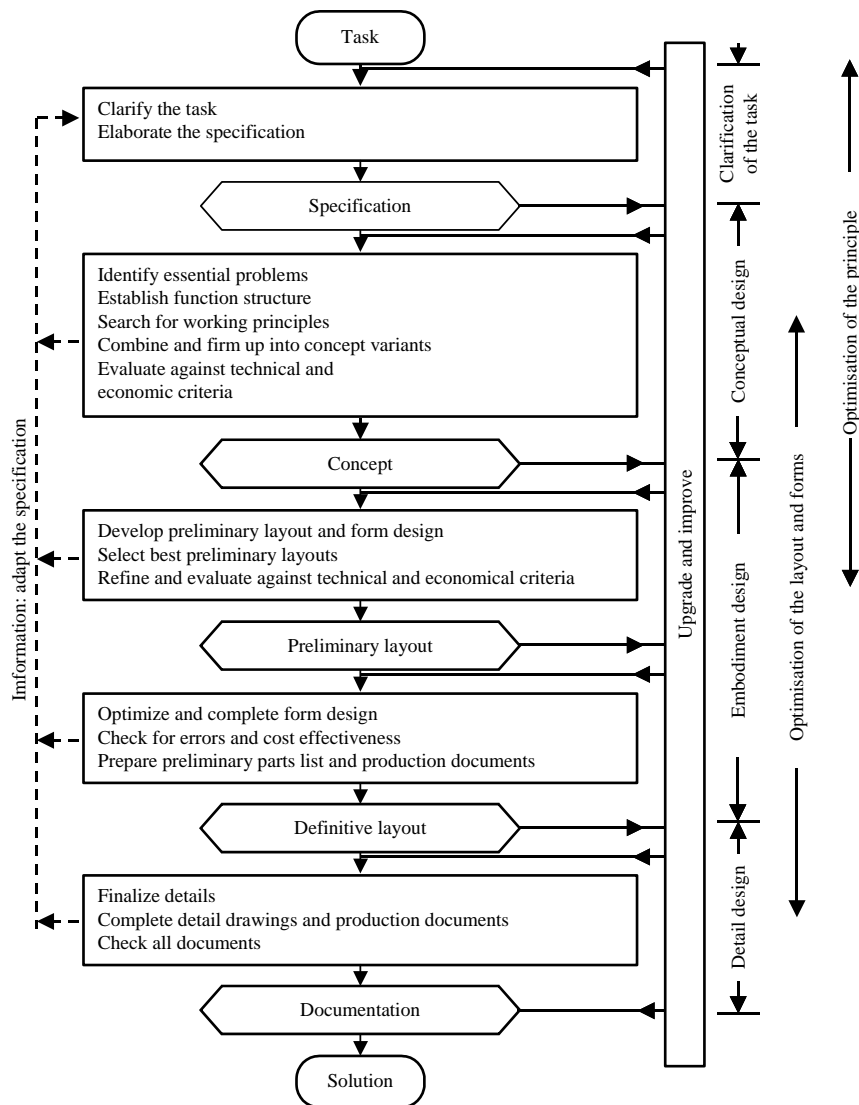 Task
Clarify the task
Elaborate the specification
Specification
Identify essential problems
Establish function structure
Search for working principles
Combine and firm up into concept variants
Evaluate against technical and
economic criteria
Concept
Develop preliminary layout and form design
Select best preliminary layouts
Refine and evaluate against technical and economical criteria
Preliminary layout
Optimize and complete form design
Check for errors and cost effectiveness
Prepare preliminary parts list and production documents
Definitive layout
Finalize details
Complete detail drawings and production documents
Check all documents
Documentation
Solution
Imformation: adapt the specification
Upgrade and improve
Clarification
of the task
Conceptual design
Embodiment design
Detail design
Optimisation of the layout and forms
Optimisation of the principle